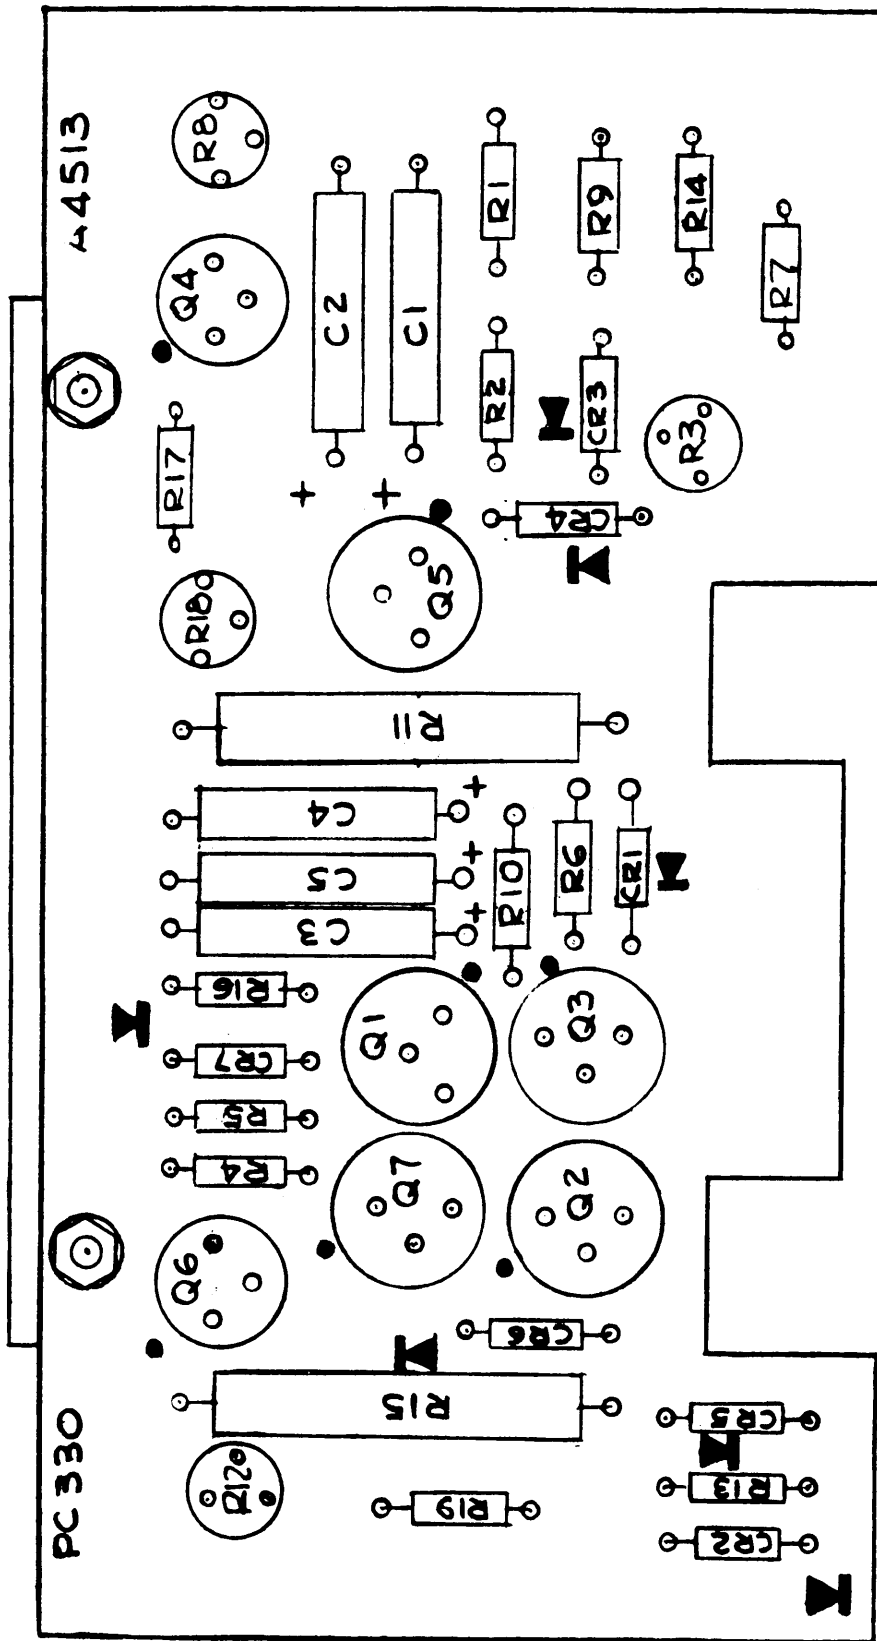 44513
R8
Q4
C2
C1
R1
R9
R14
R7
R17
R2
CR3
R3
+
+
CR4
R18
Q5
R11
C4
+
C5
+
C3
+
R10
R6
CR1
R16
CR7
R5
R4
Q1
Q3
Q7
Q2
Q6
CR6
R15
PC 330
R12
R19
CR5
R13
CR2